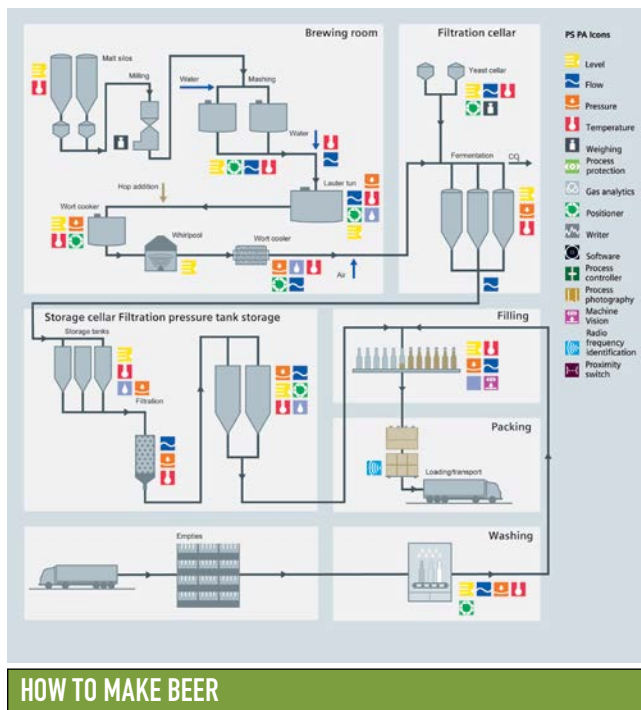 Brewing room
Malt silos
Milling
Water
Mashing
Water
Hop addition
Lauter tun
Wort cooker
Whirlpool
Wort cooler
Air
Filtration cellar
Yeast cellar
Fermentation
CO₂
PS PA Icons
Level
Flow
Pressure
Temperature
Weighing
Process
protection
Gas analytics
Positioner
Writer
Software
Process
controller
Process
photography
Machine
Vision
Radio
frequency
identification
Proximity
switch
Storage cellar Filtration pressure tank storage
Storage tanks
Filtration
Filling
Packing
Loading/transport
Empties
Washing
HOW TO MAKE BEER